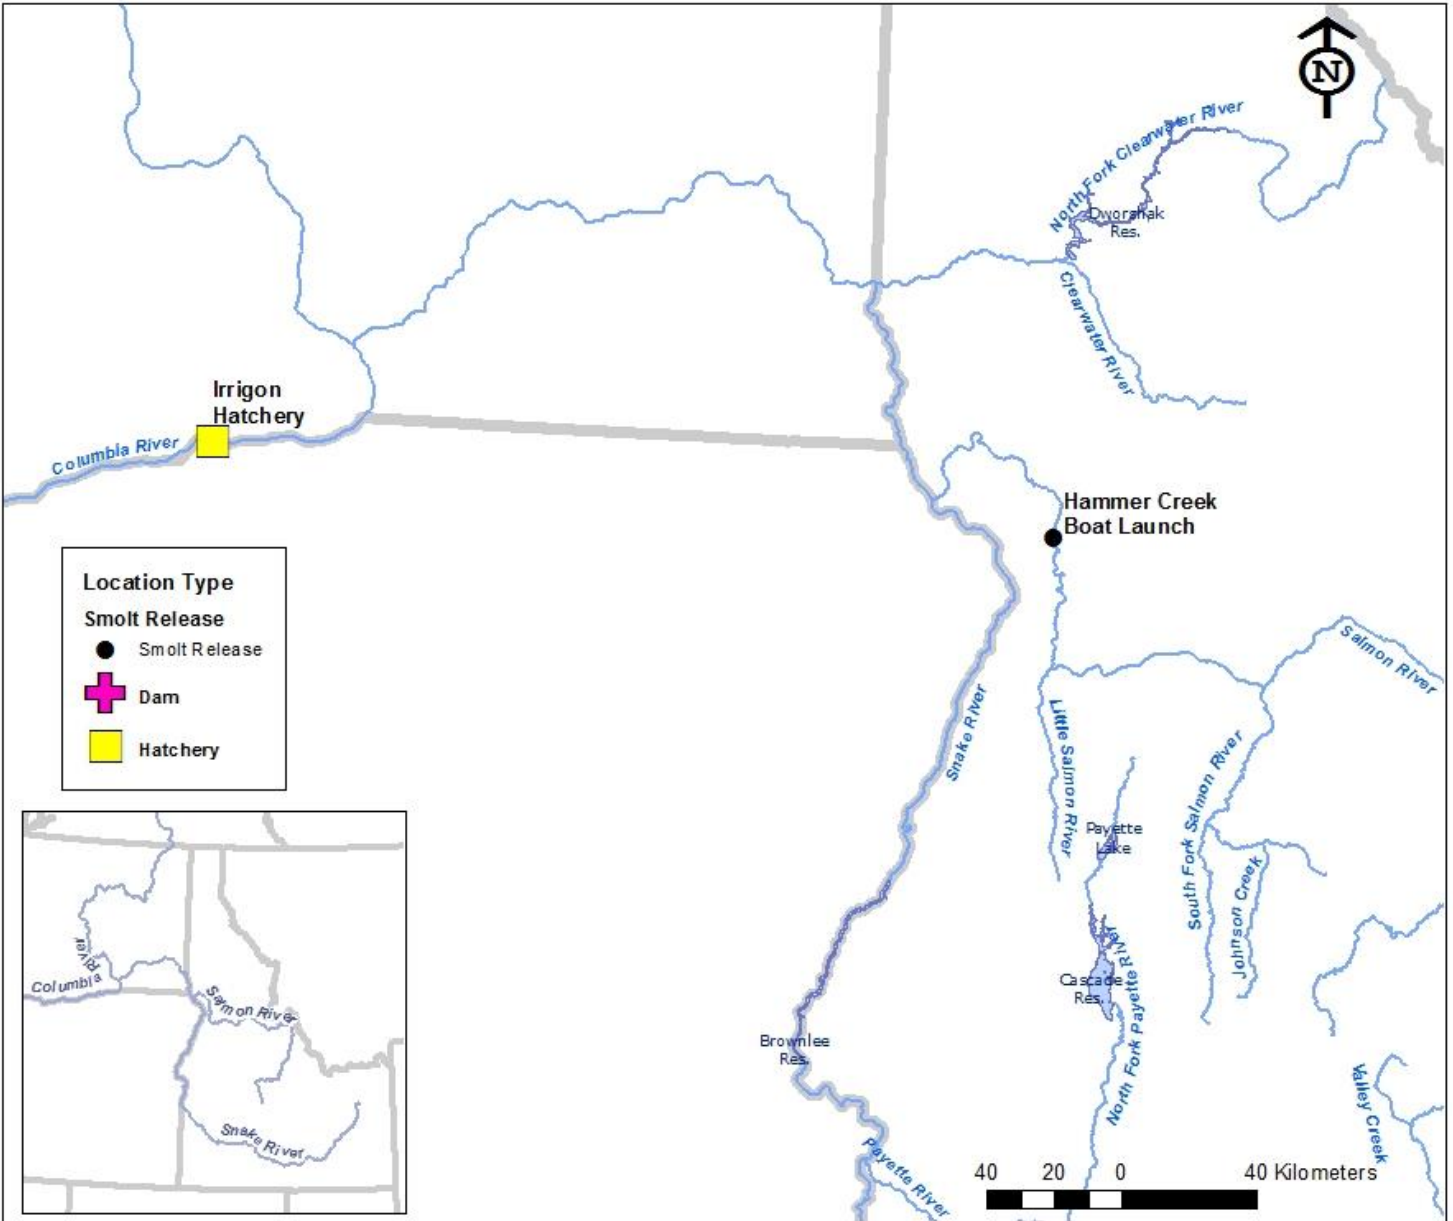 N
North Fork Clearwater River
Dworshak
Res.
Clearwater River
Irrigon
Hatchery
Columbia River
Hammer Creek
Boat Launch
Location Type
Smolt Release
Smolt Release
Dam
Hatchery
Salmon River
Snake River
Little Salmon River
South Fork Salmon River
Payette
Lake
Johnson Creek
Cascade
Res.
North Fork Payette River
Brownlee
Res.
Valley Creek
Payette River
Columbia River
Salmon River
Snake River
40 20 0 40 Kilometers